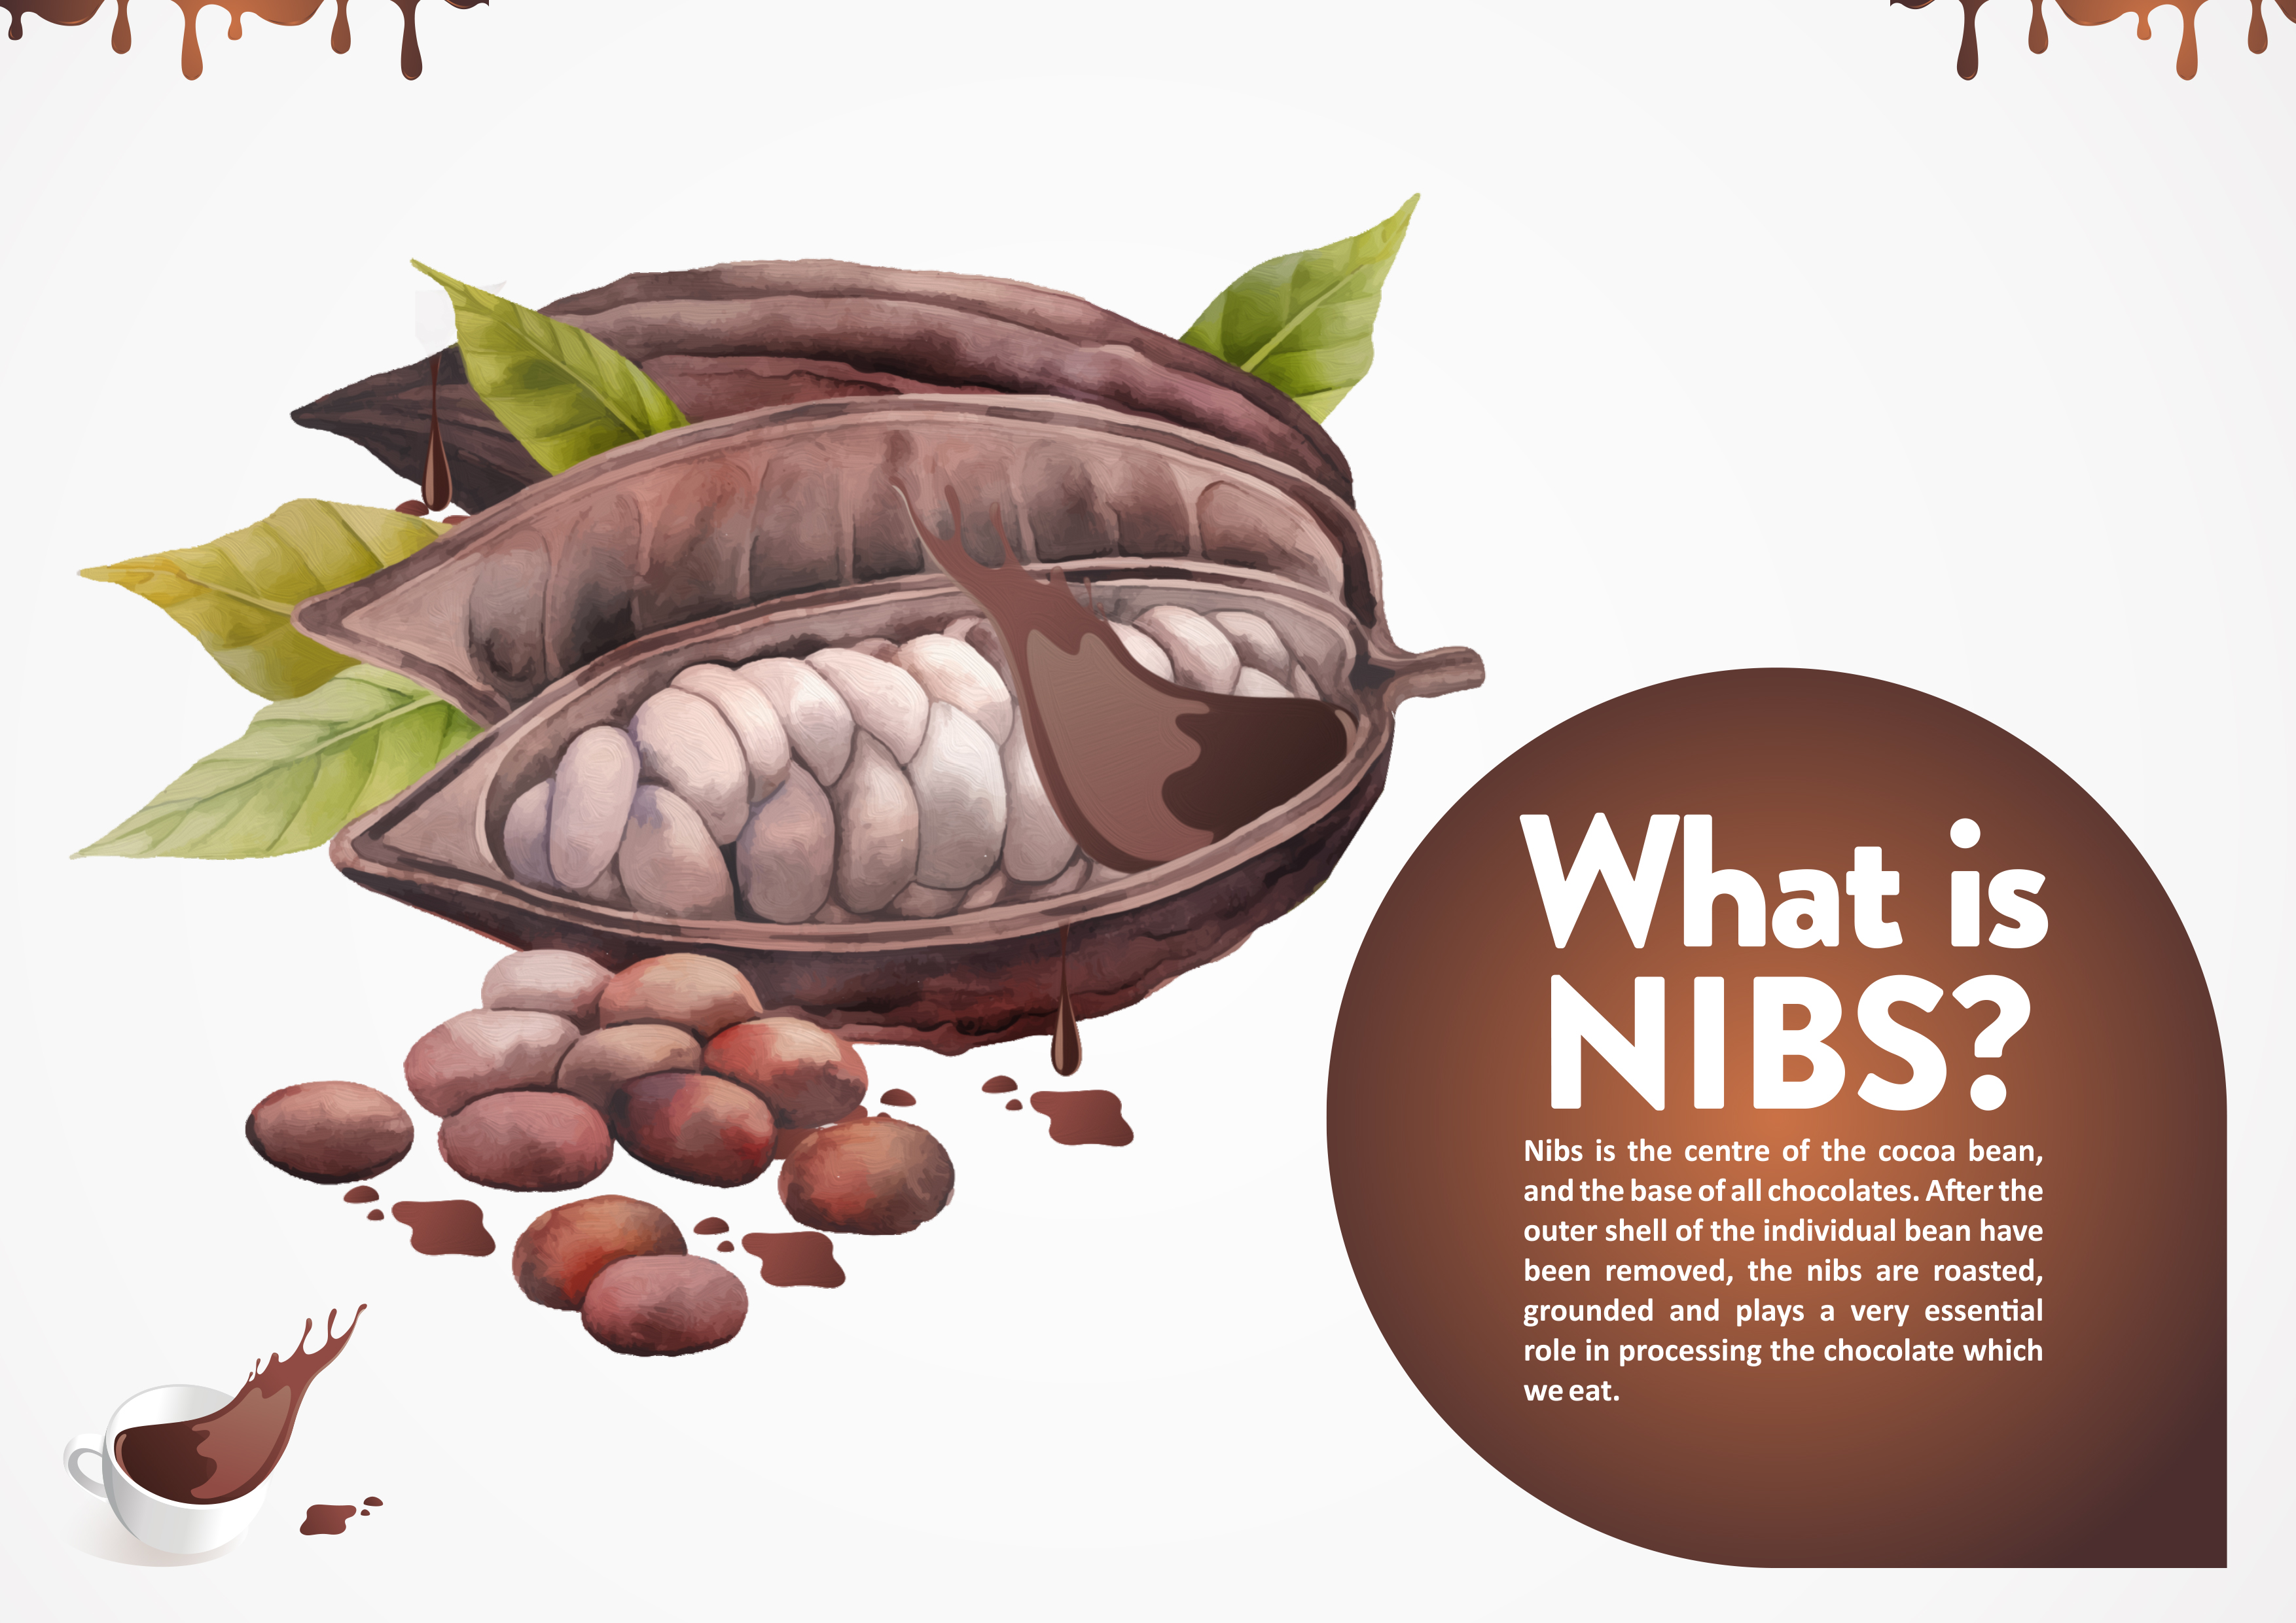 What is
NIBS?
Nibs is the centre of the cocoa bean,
and the base of all chocolates. After the
outer shell of the individual bean have
been removed, the nibs are roasted,
grounded and plays a very essential
role in processing the chocolate which
we eat.